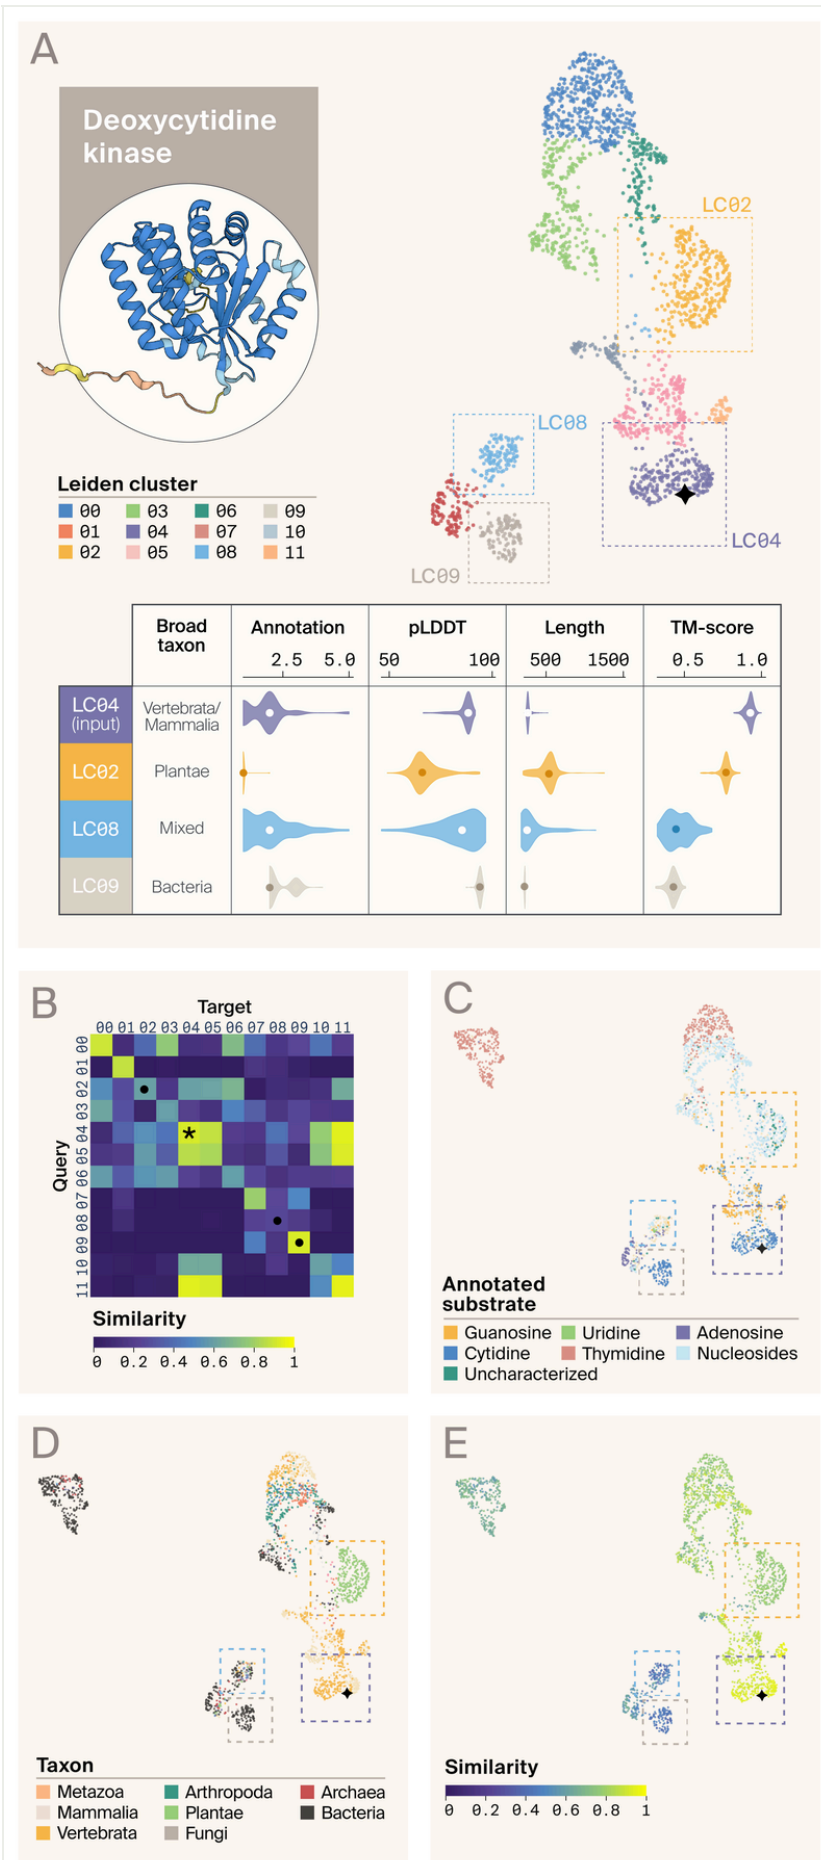 A
Deoxycytidine
kinase
LC02
LC08
LC04
LC09
Leiden cluster
00 03 06 09
01 04 07 10
02 05 08 11
Broad taxon Annotation pLDDT Length TM-score
2.5 5.0 50 100 500 1500 0.5 1.0
LC04 (input) Vertebrata/ Mammalia
LC02 Plantae
LC08 Mixed
LC09 Bacteria
B
Target
00 01 02 03 04 05 06 07 08 09 10 11
Query
00 01 02 03 04 05 06 07 08 09 10 11
*
Similarity
0 0.2 0.4 0.6 0.8 1
C
Annotated
substrate
Guanosine Uridine Adenosine
Cytidine Thymidine Nucleosides
Uncharacterized
D
Taxon
Metazoa Arthropoda Archaea
Mammalia Plantae Bacteria
Vertebrata Fungi
E
Similarity
0 0.2 0.4 0.6 0.8 1